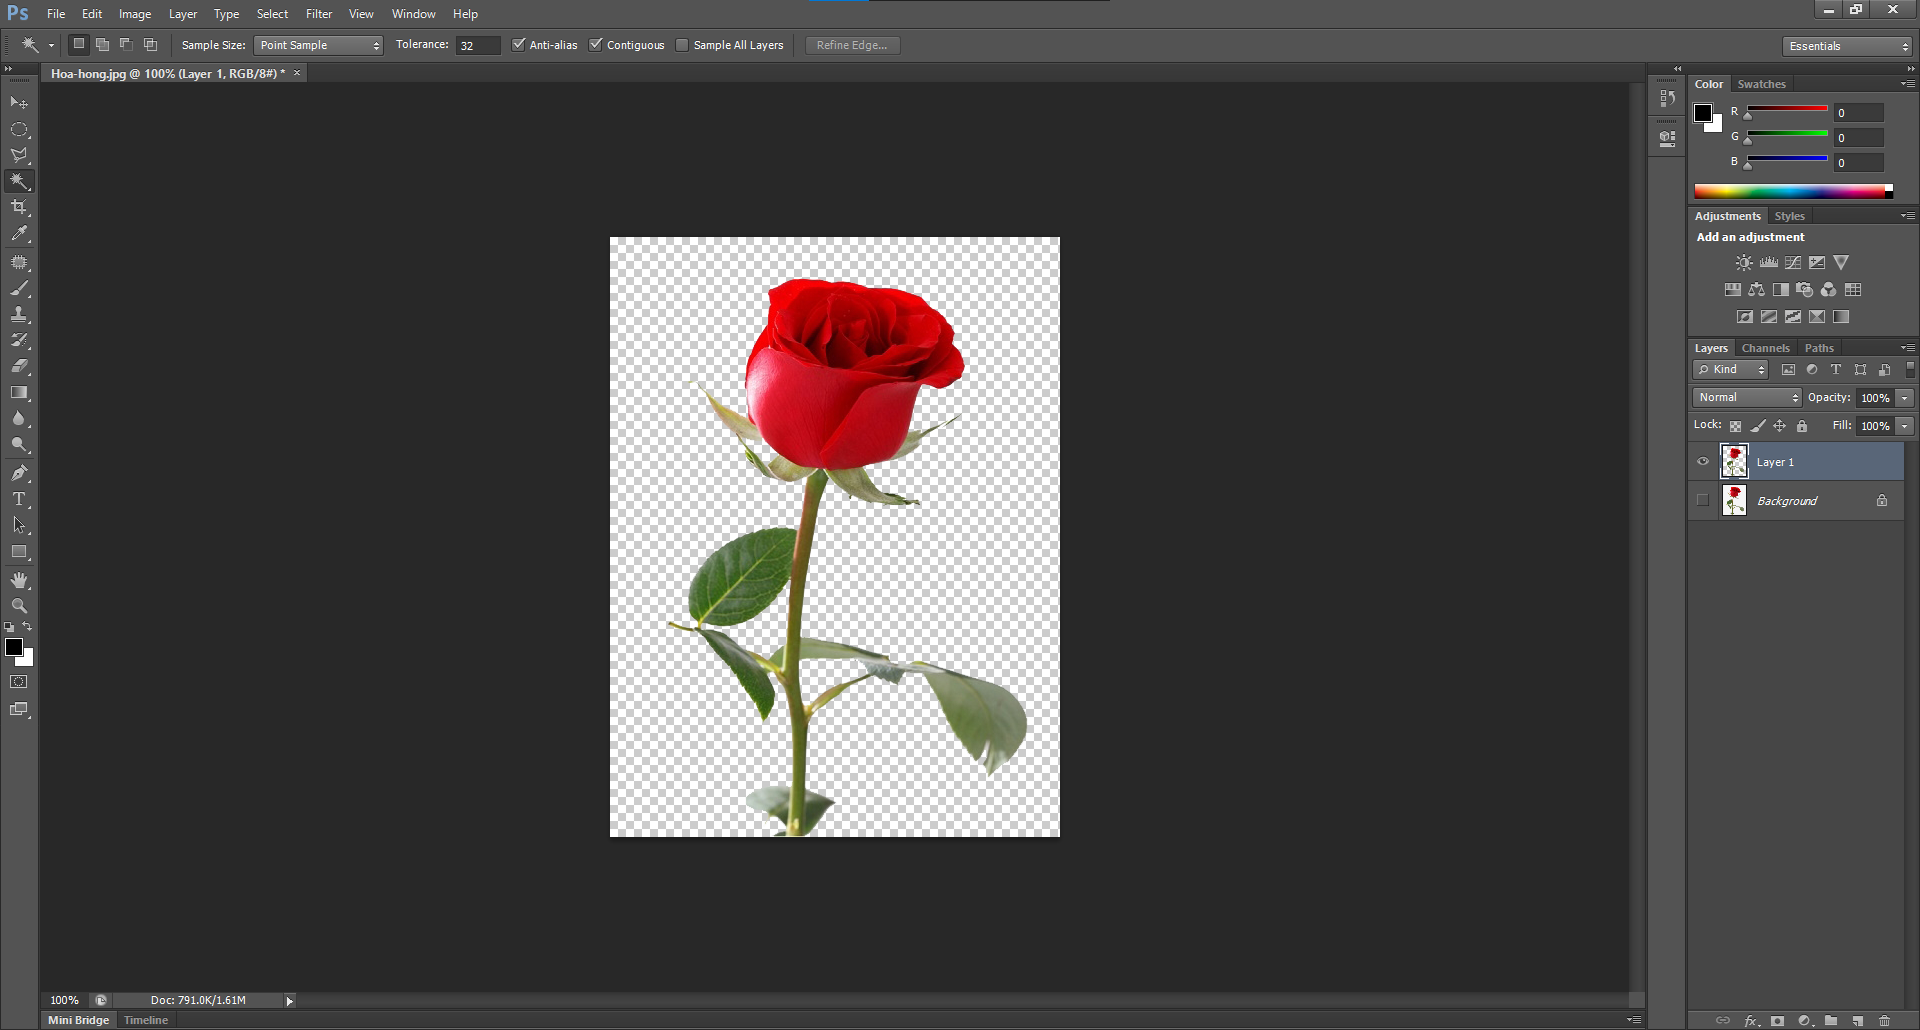 Ps File Edit Image Layer Type Select Filter View Window Help
Sample Size: Point Sample Tolerance: 32 Anti-alias Contiguous Sample All Layers Refine Edge... Essentials
Hoa-hong.jpg @ 100% (Layer 1, RGB/8#) * ×
Color Swatches
R 0
G 0
B 0
Adjustments Styles
Add an adjustment
Layers Channels Paths
Kind
Normal Opacity: 100%
Lock: Fill: 100%
Layer 1
Background
100% Doc: 791.0K/1.61M
Mini Bridge Timeline